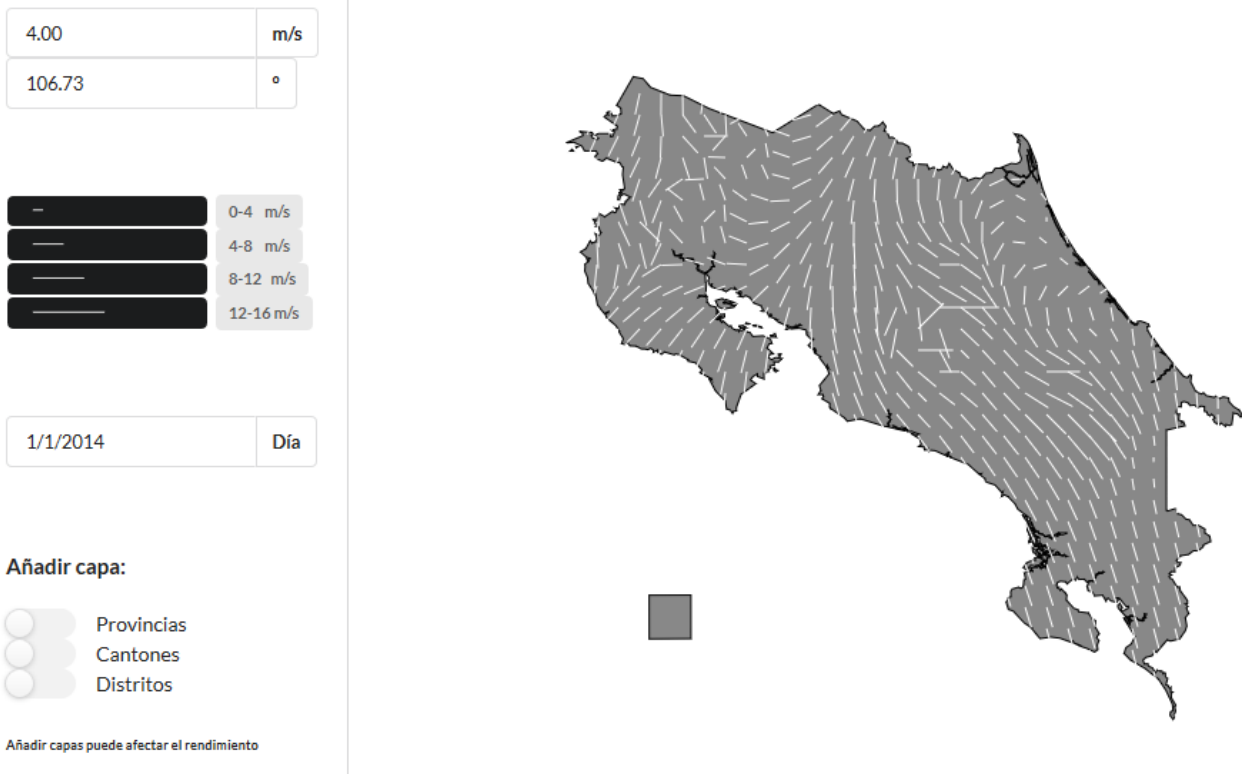 4.00 m/s
106.73 º
0-4 m/s
4-8 m/s
8-12 m/s
12-16 m/s
1/1/2014 Día
Añadir capa:
Provincias
Cantones
Distritos
Añadir capas puede afectar el rendimiento